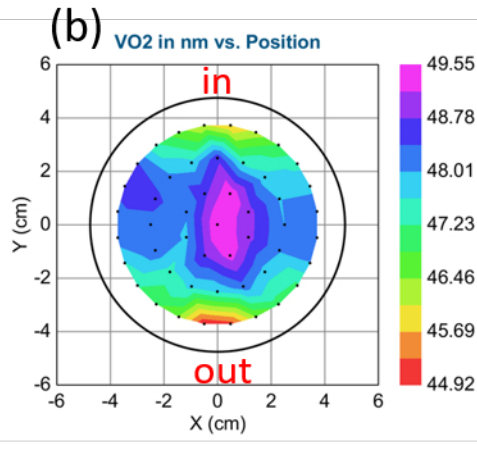 (b)
VO2 in nm vs. Position
in
6
4
2
0
-2
-4
-6
Y (cm)
-6 -4 -2 0 2 4 6
X (cm)
out
49.55
48.78
48.01
47.23
46.46
45.69
44.92